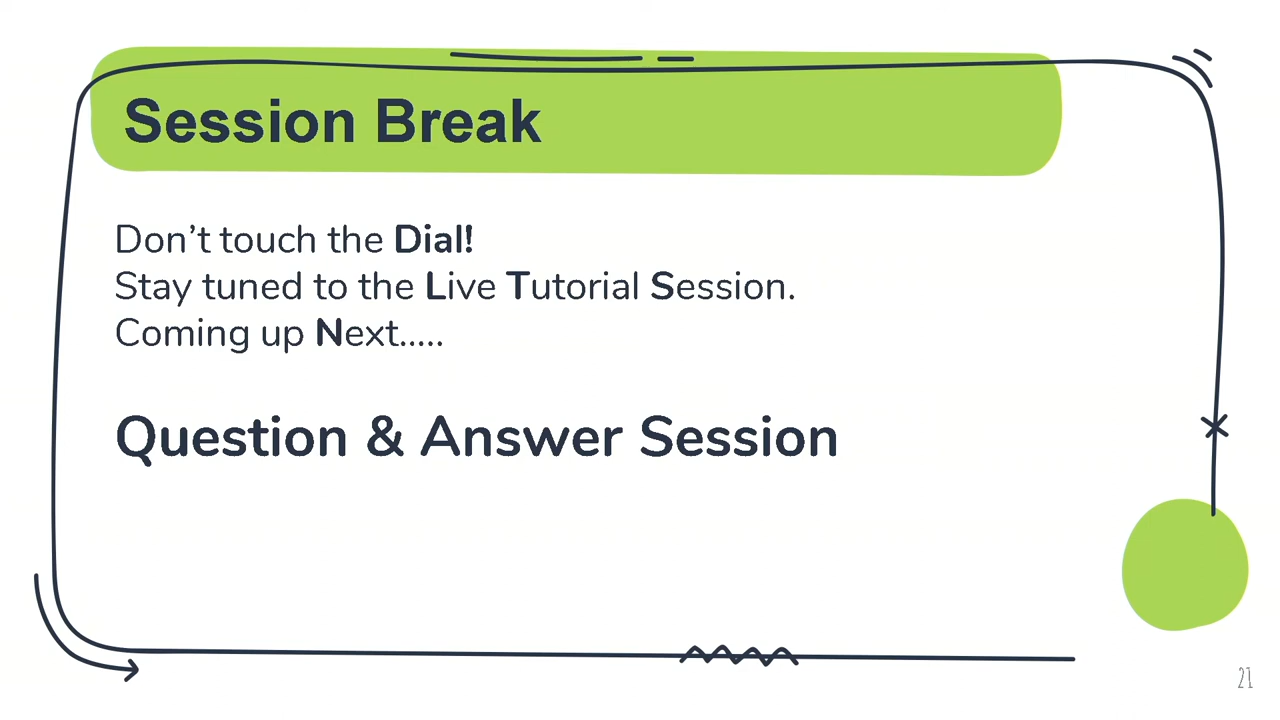 Session Break
Don’t touch the Dial!
Stay tuned to the Live Tutorial Session.
Coming up Next.....
Question & Answer Session
21